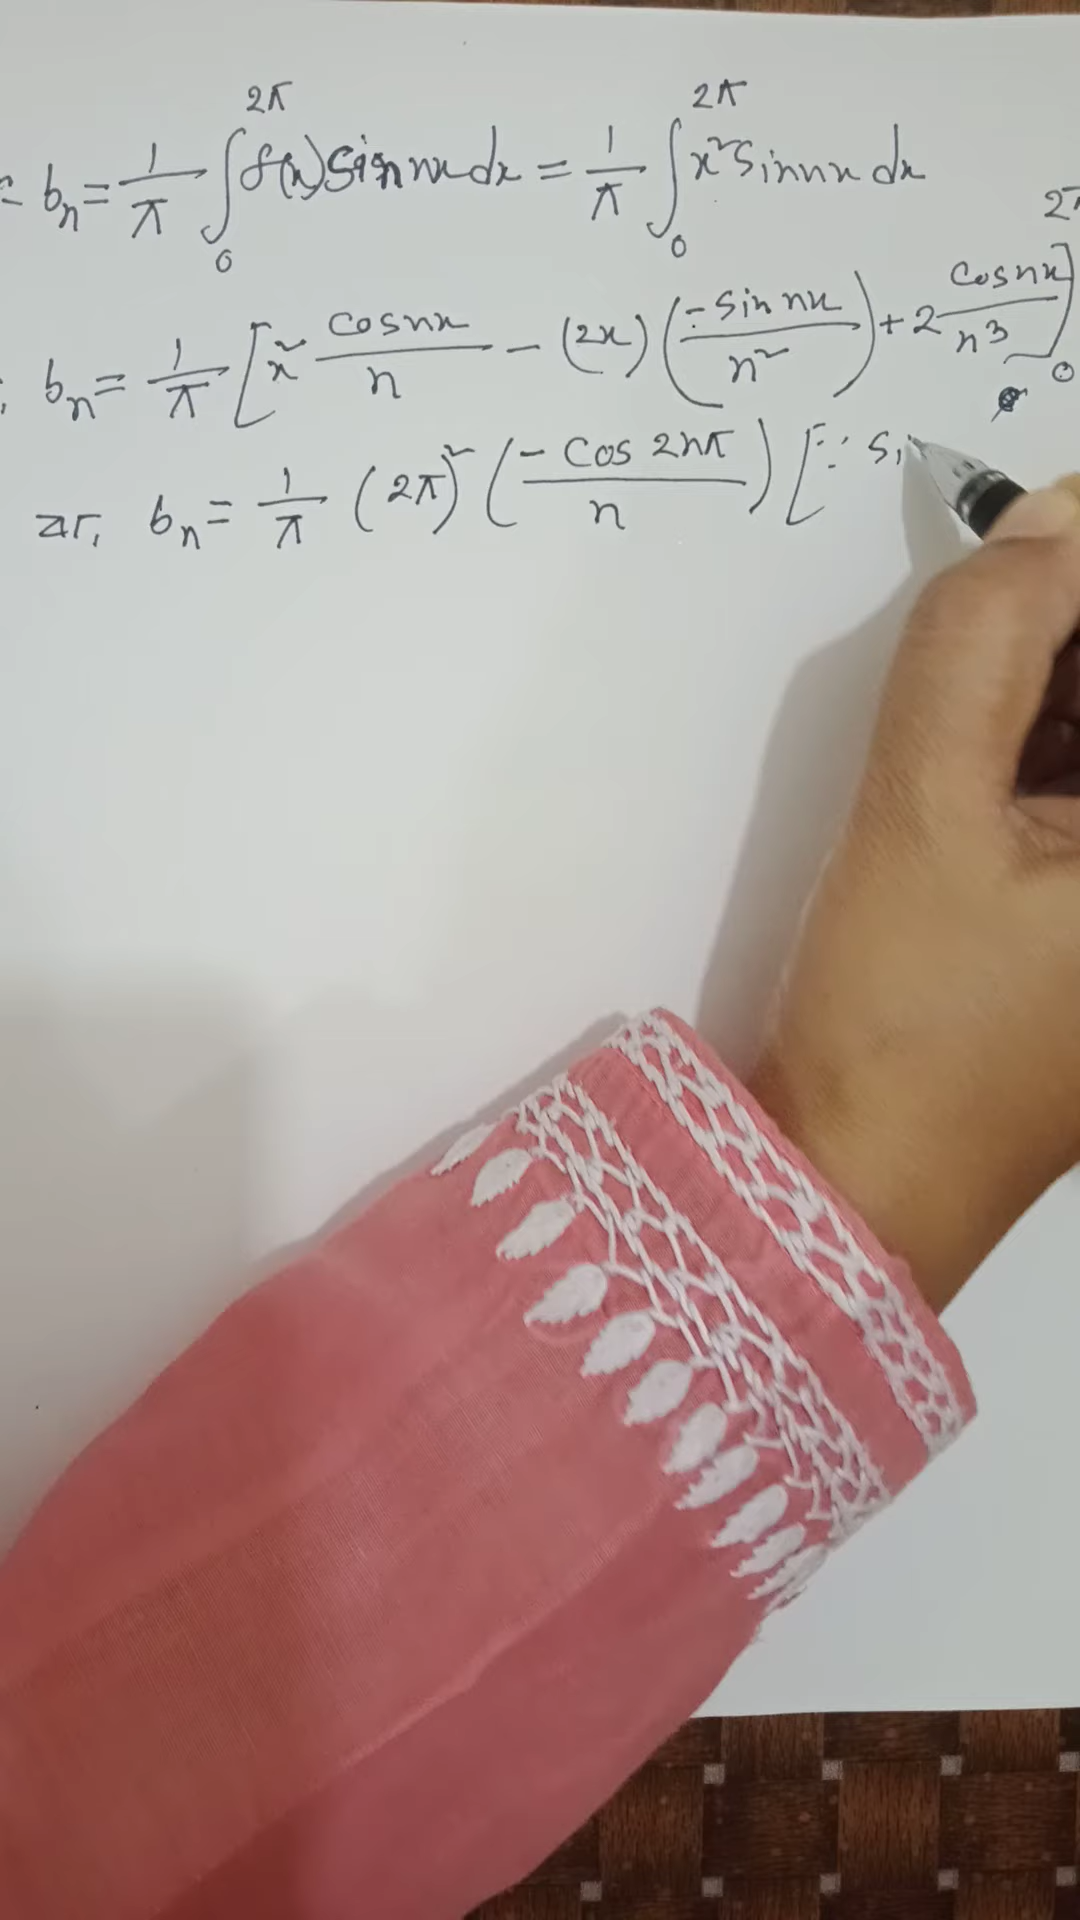 = bₙ = 1/π ∫₀^2π f(x) sin nx dx = 1/π ∫₀^2π x² sin nx dx
bₙ = 1/π [x² cos nx/n - (2x) (- sin nx/n²) + 2 cos nx/n³]₀^2π
or, bₙ = 1/π (2π)² (- cos 2nπ/n) [∵ si